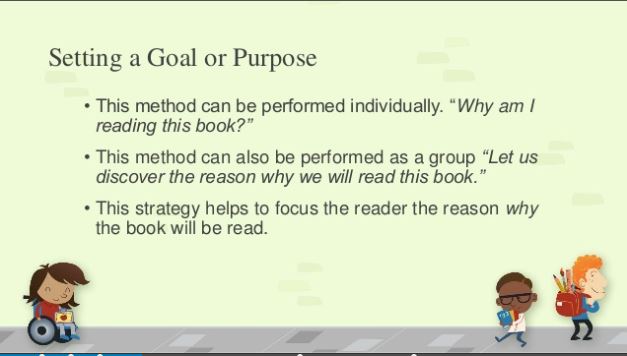 Setting a Goal or Purpose
• This method can be performed individually. “Why am I
reading this book?”
• This method can also be performed as a group “Let us
discover the reason why we will read this book.”
• This strategy helps to focus the reader the reason why
the book will be read.